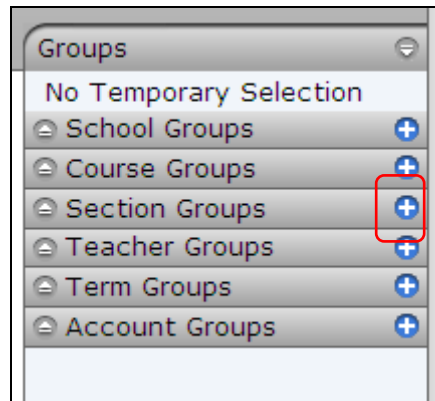 Groups
No Temporary Selection
School Groups
Course Groups
Section Groups
Teacher Groups
Term Groups
Account Groups